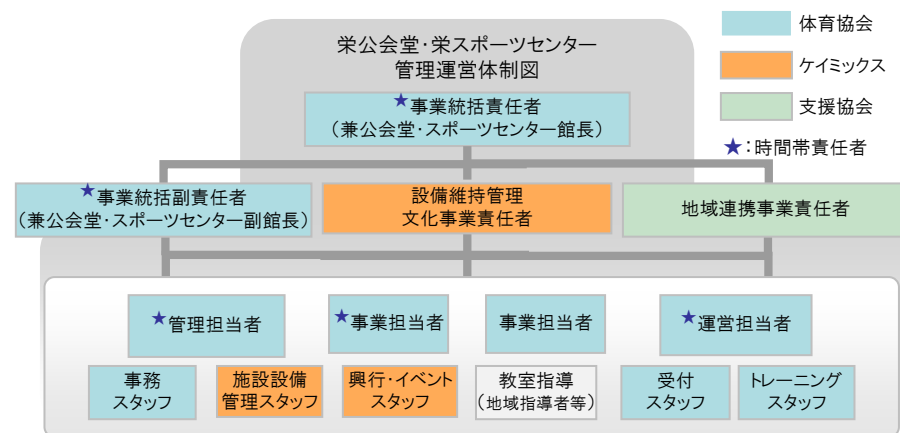 栄公会堂・栄スポーツセンター
管理運営体制図
体育協会
ケイミックス
支援協会
★：時間帯責任者
★事業統括責任者
（兼公会堂・スポーツセンター館長）
★事業統括副責任者
（兼公会堂・スポーツセンター副館長）
設備維持管理
文化事業責任者
地域連携事業責任者
★管理担当者
★事業担当者
事業担当者
★運営担当者
事務
スタッフ
施設設備
管理スタッフ
興行・イベント
スタッフ
教室指導
（地域指導者等）
受付
スタッフ
トレーニング
スタッフ